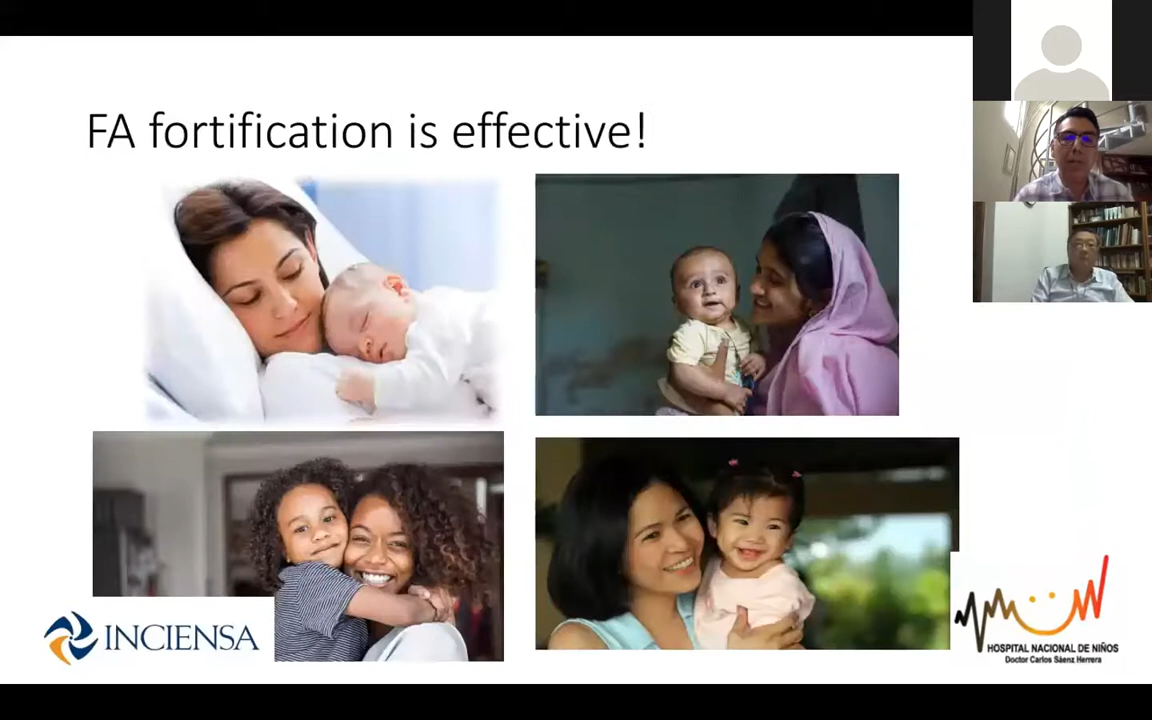 FA fortification is effective!
INCIENSA
HOSPITAL NACIONAL DE NIÑOS
Doctor Carlos Sáenz Herrera